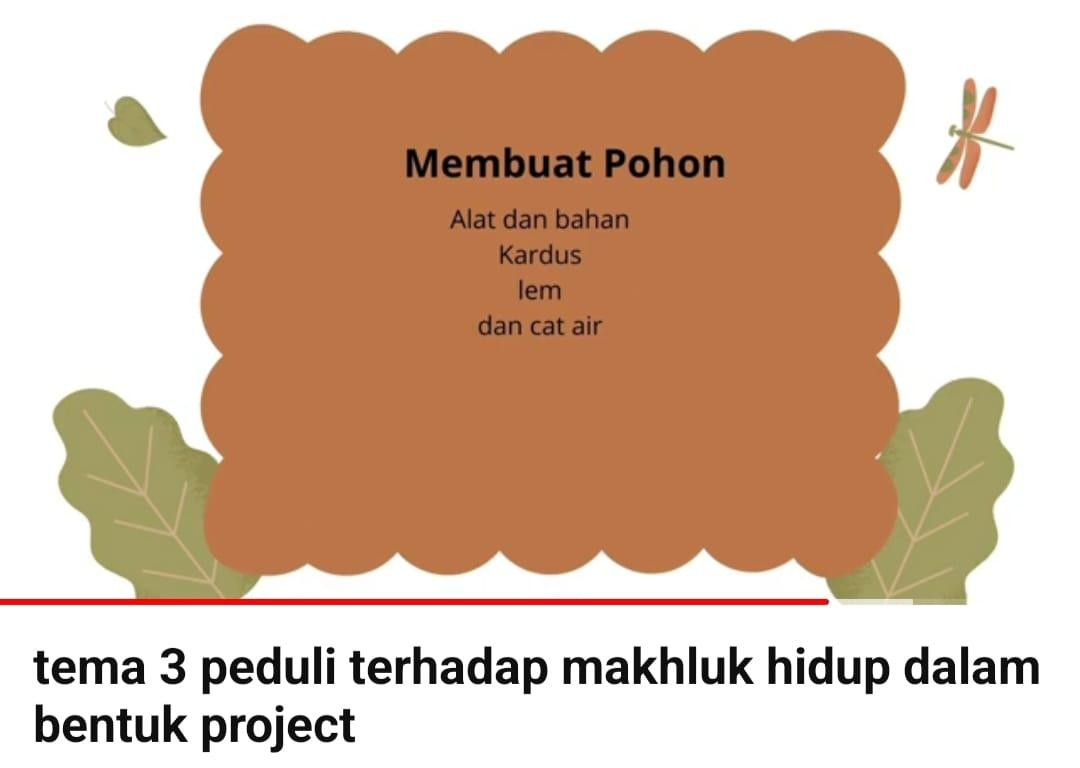 Membuat Pohon
Alat dan bahan
Kardus
lem
dan cat air
tema 3 peduli terhadap makhluk hidup dalam
bentuk project